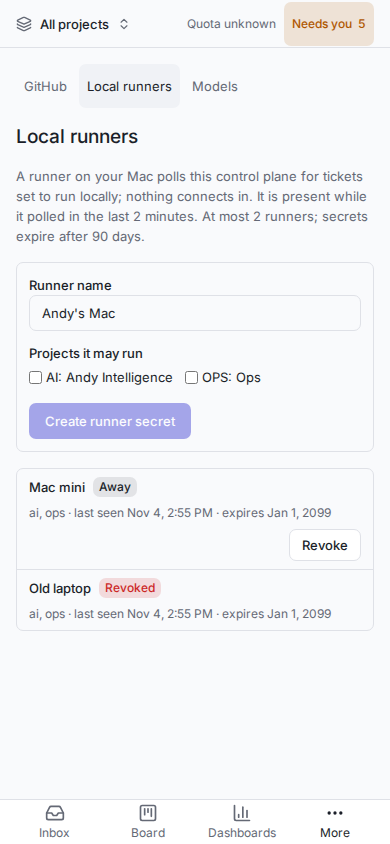 All projects
Quota unknown
Needs you 5
GitHub
Local runners
Models
Local runners
A runner on your Mac polls this control plane for tickets
set to run locally; nothing connects in. It is present while
it polled in the last 2 minutes. At most 2 runners; secrets
expire after 90 days.
Runner name
Andy's Mac
Projects it may run
AI: Andy Intelligence
OPS: Ops
Create runner secret
Mac mini
Away
ai, ops · last seen Nov 4, 2:55 PM · expires Jan 1, 2099
Revoke
Old laptop
Revoked
ai, ops · last seen Nov 4, 2:55 PM · expires Jan 1, 2099
Inbox
Board
Dashboards
More